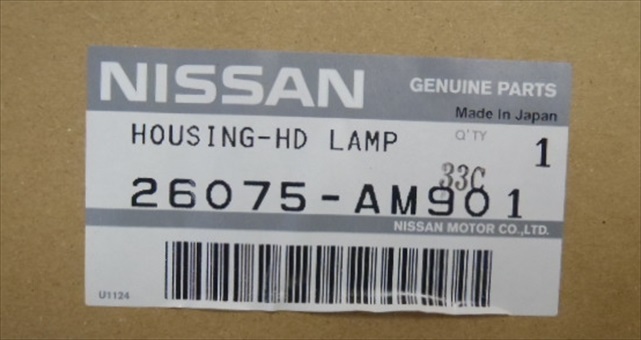 NISSAN GENUINE PARTS
Made In Japan
HOUSING-HD LAMP Q'TY 1
33C
26075-AM901
NISSAN MOTOR CO.,LTD.
U1124